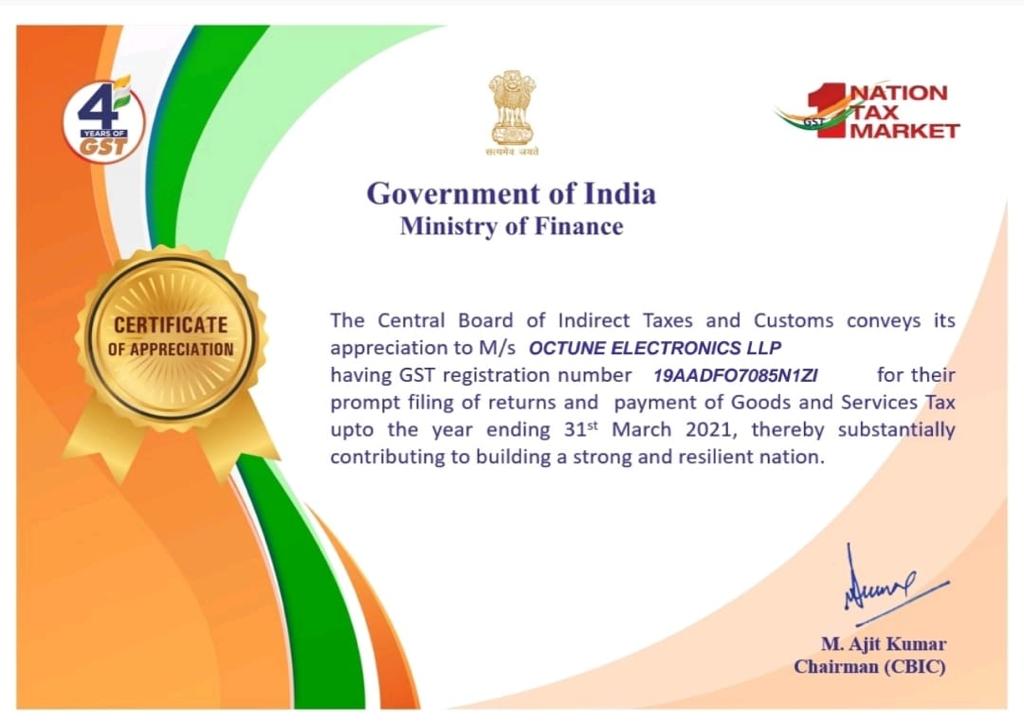 4
YEARS OF
GST
सत्यमेव जयते
GST
1 NATION
TAX
MARKET
Government of India
Ministry of Finance
CERTIFICATE
OF APPRECIATION
The Central Board of Indirect Taxes and Customs conveys its
appreciation to M/s OCTUNE ELECTRONICS LLP
having GST registration number 19AADFO7085N1ZI for their
prompt filing of returns and payment of Goods and Services Tax
upto the year ending 31st March 2021, thereby substantially
contributing to building a strong and resilient nation.
M. Ajit Kumar
Chairman (CBIC)